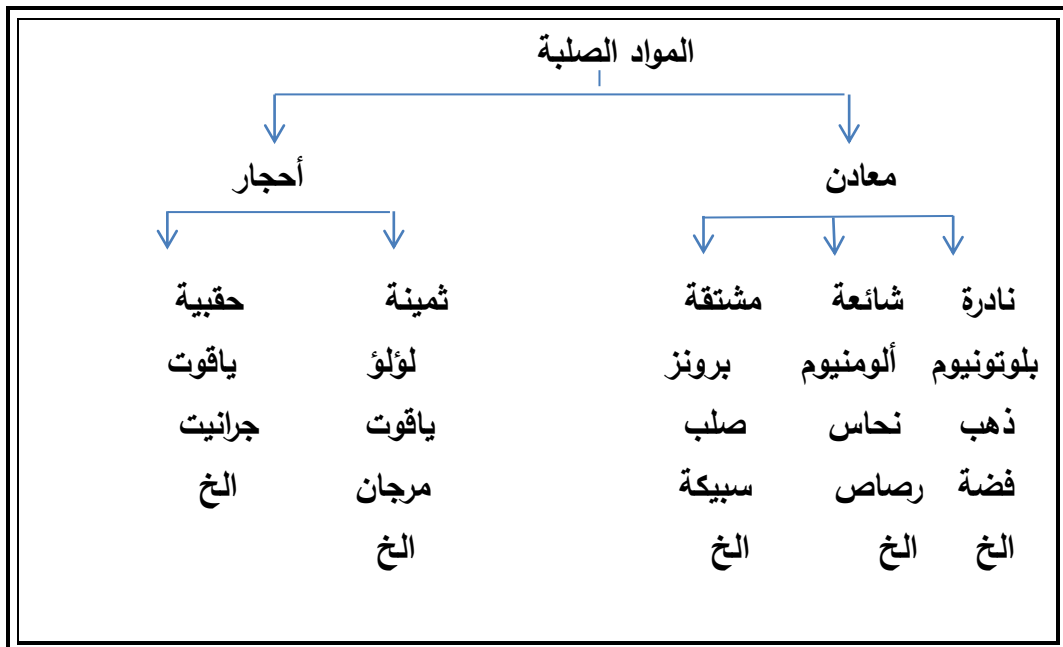 المواد الصلبة
معادن أحجار
نادرة شائعة مشتقة ثمينة حقبية
بلوتونيوم ألومنيوم برونز لؤلؤ ياقوت
ذهب نحاس صلب ياقوت جرانيت
فضة رصاص سبيكة مرجان الخ
الخ الخ الخ الخ